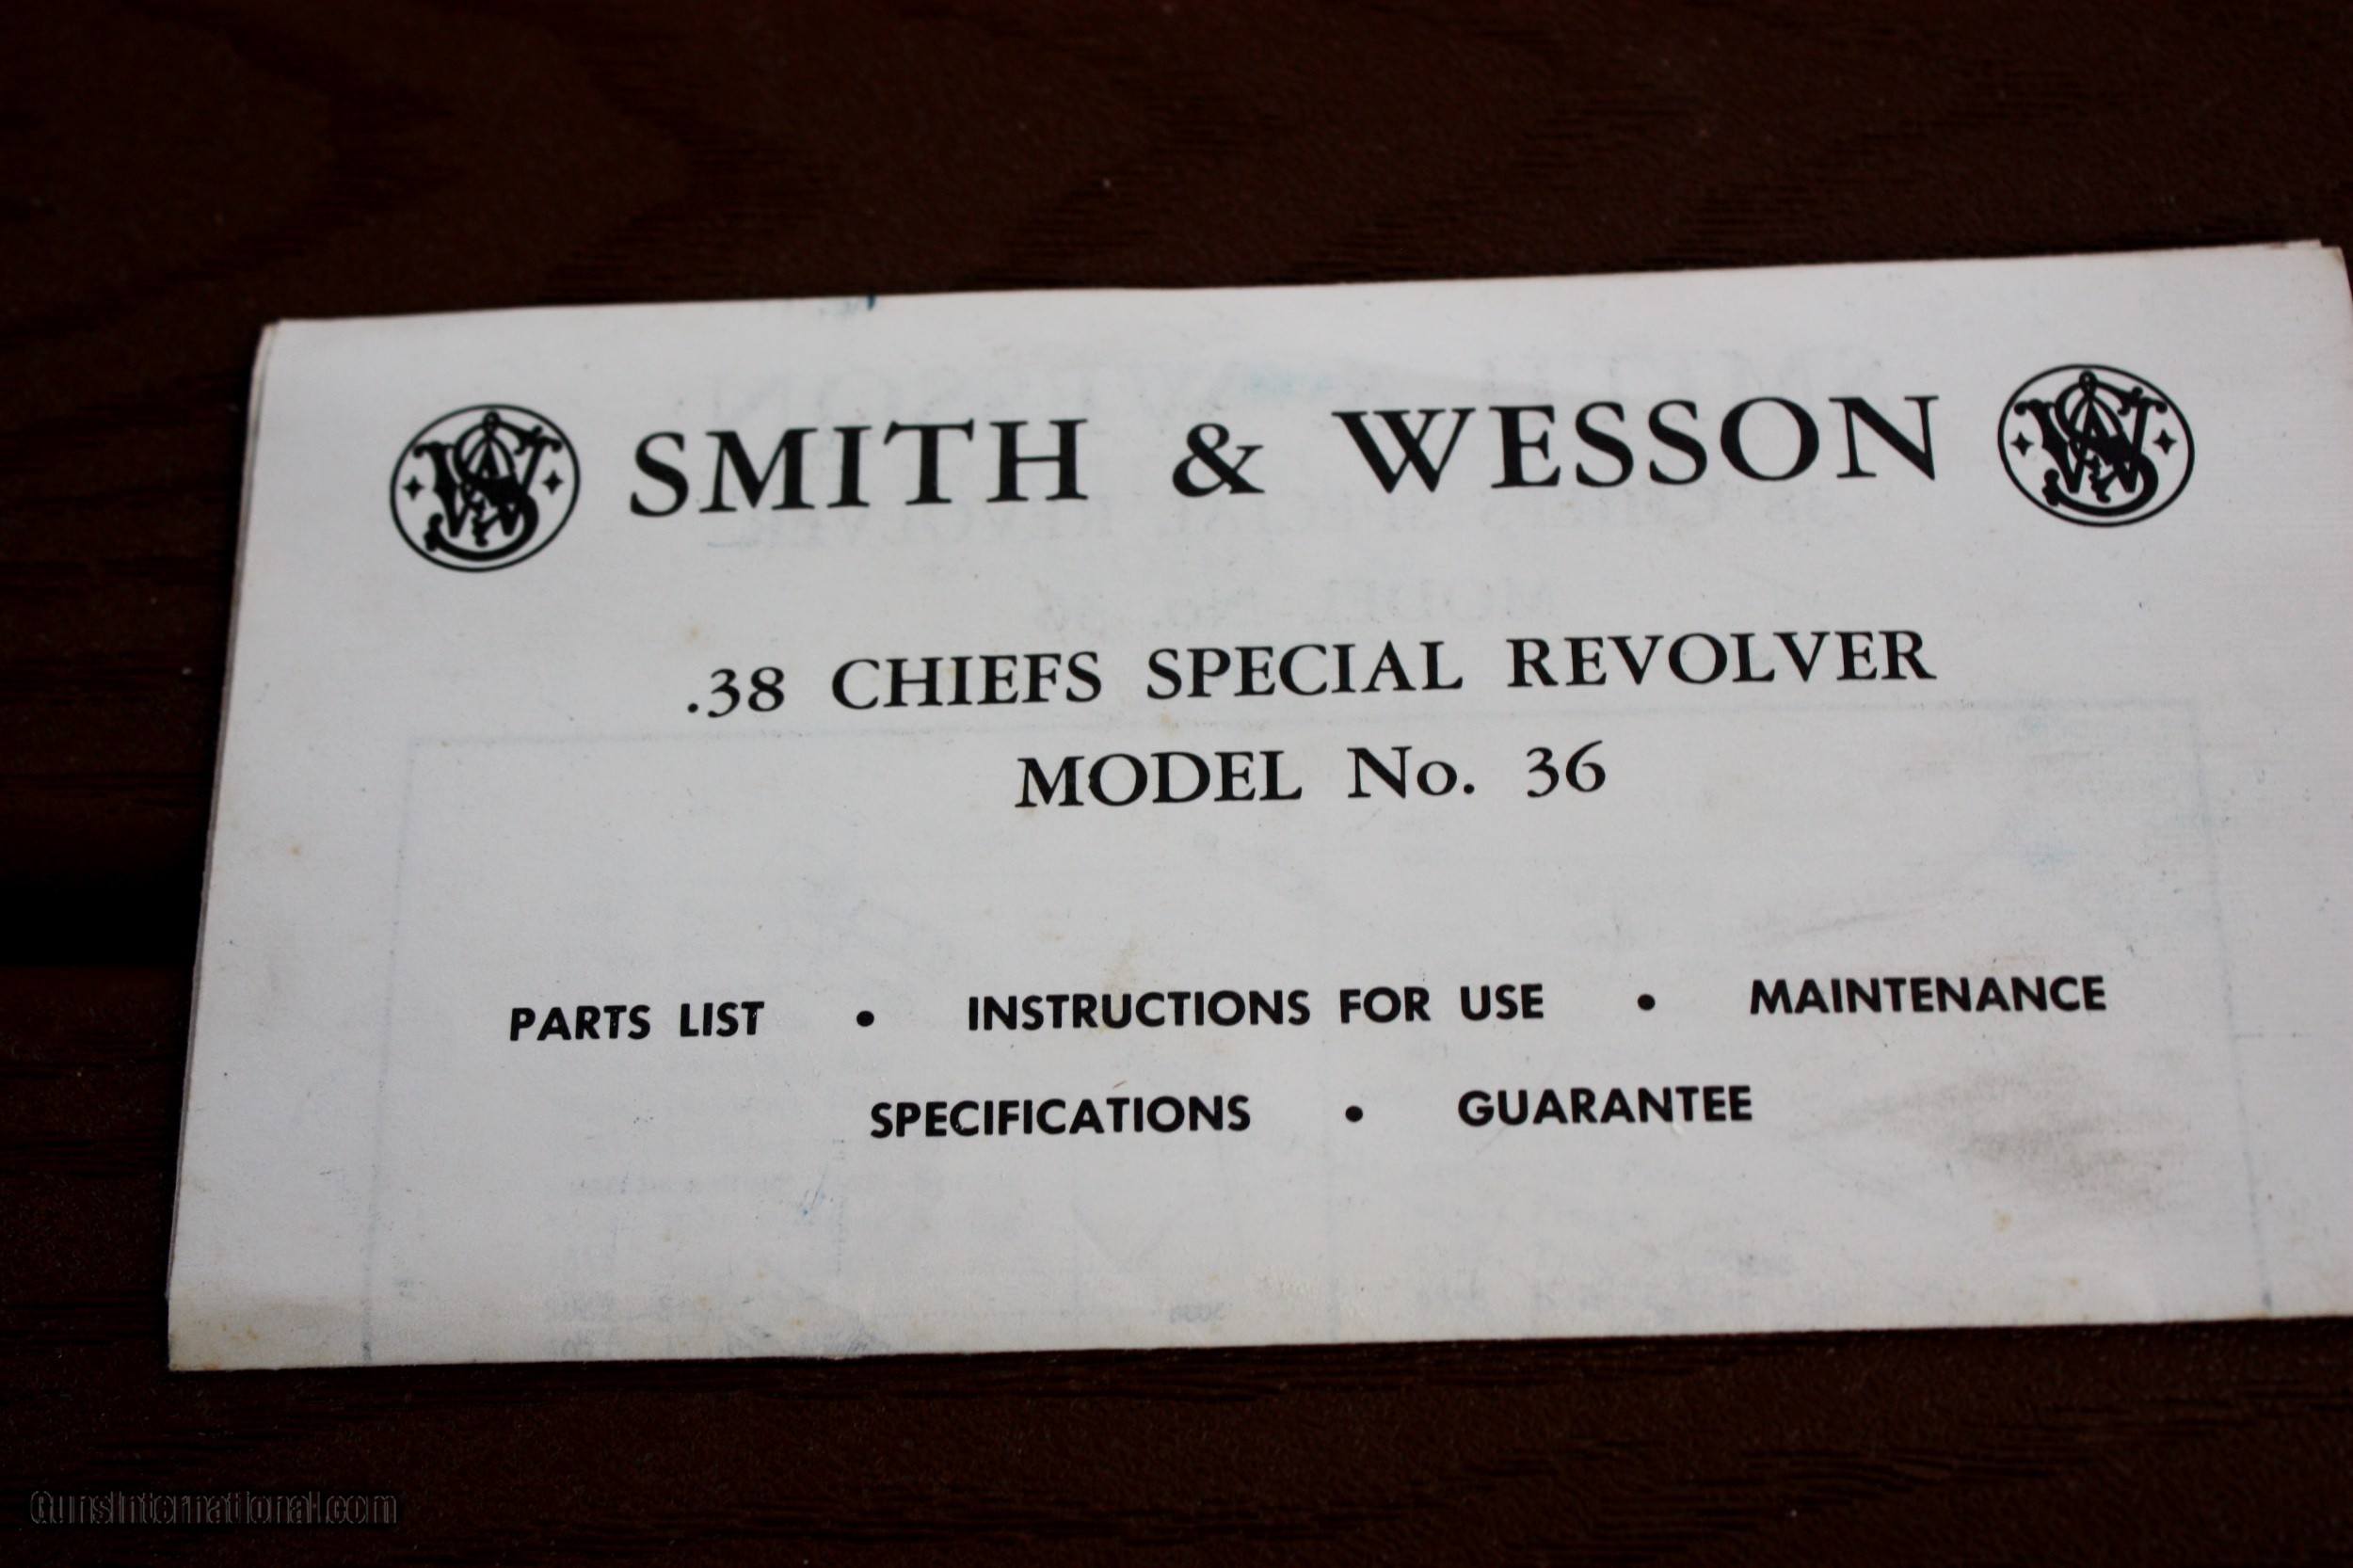 SMITH & WESSON
.38 CHIEFS SPECIAL REVOLVER
MODEL No. 36
PARTS LIST • INSTRUCTIONS FOR USE • MAINTENANCE
SPECIFICATIONS • GUARANTEE
GunsInternational.com